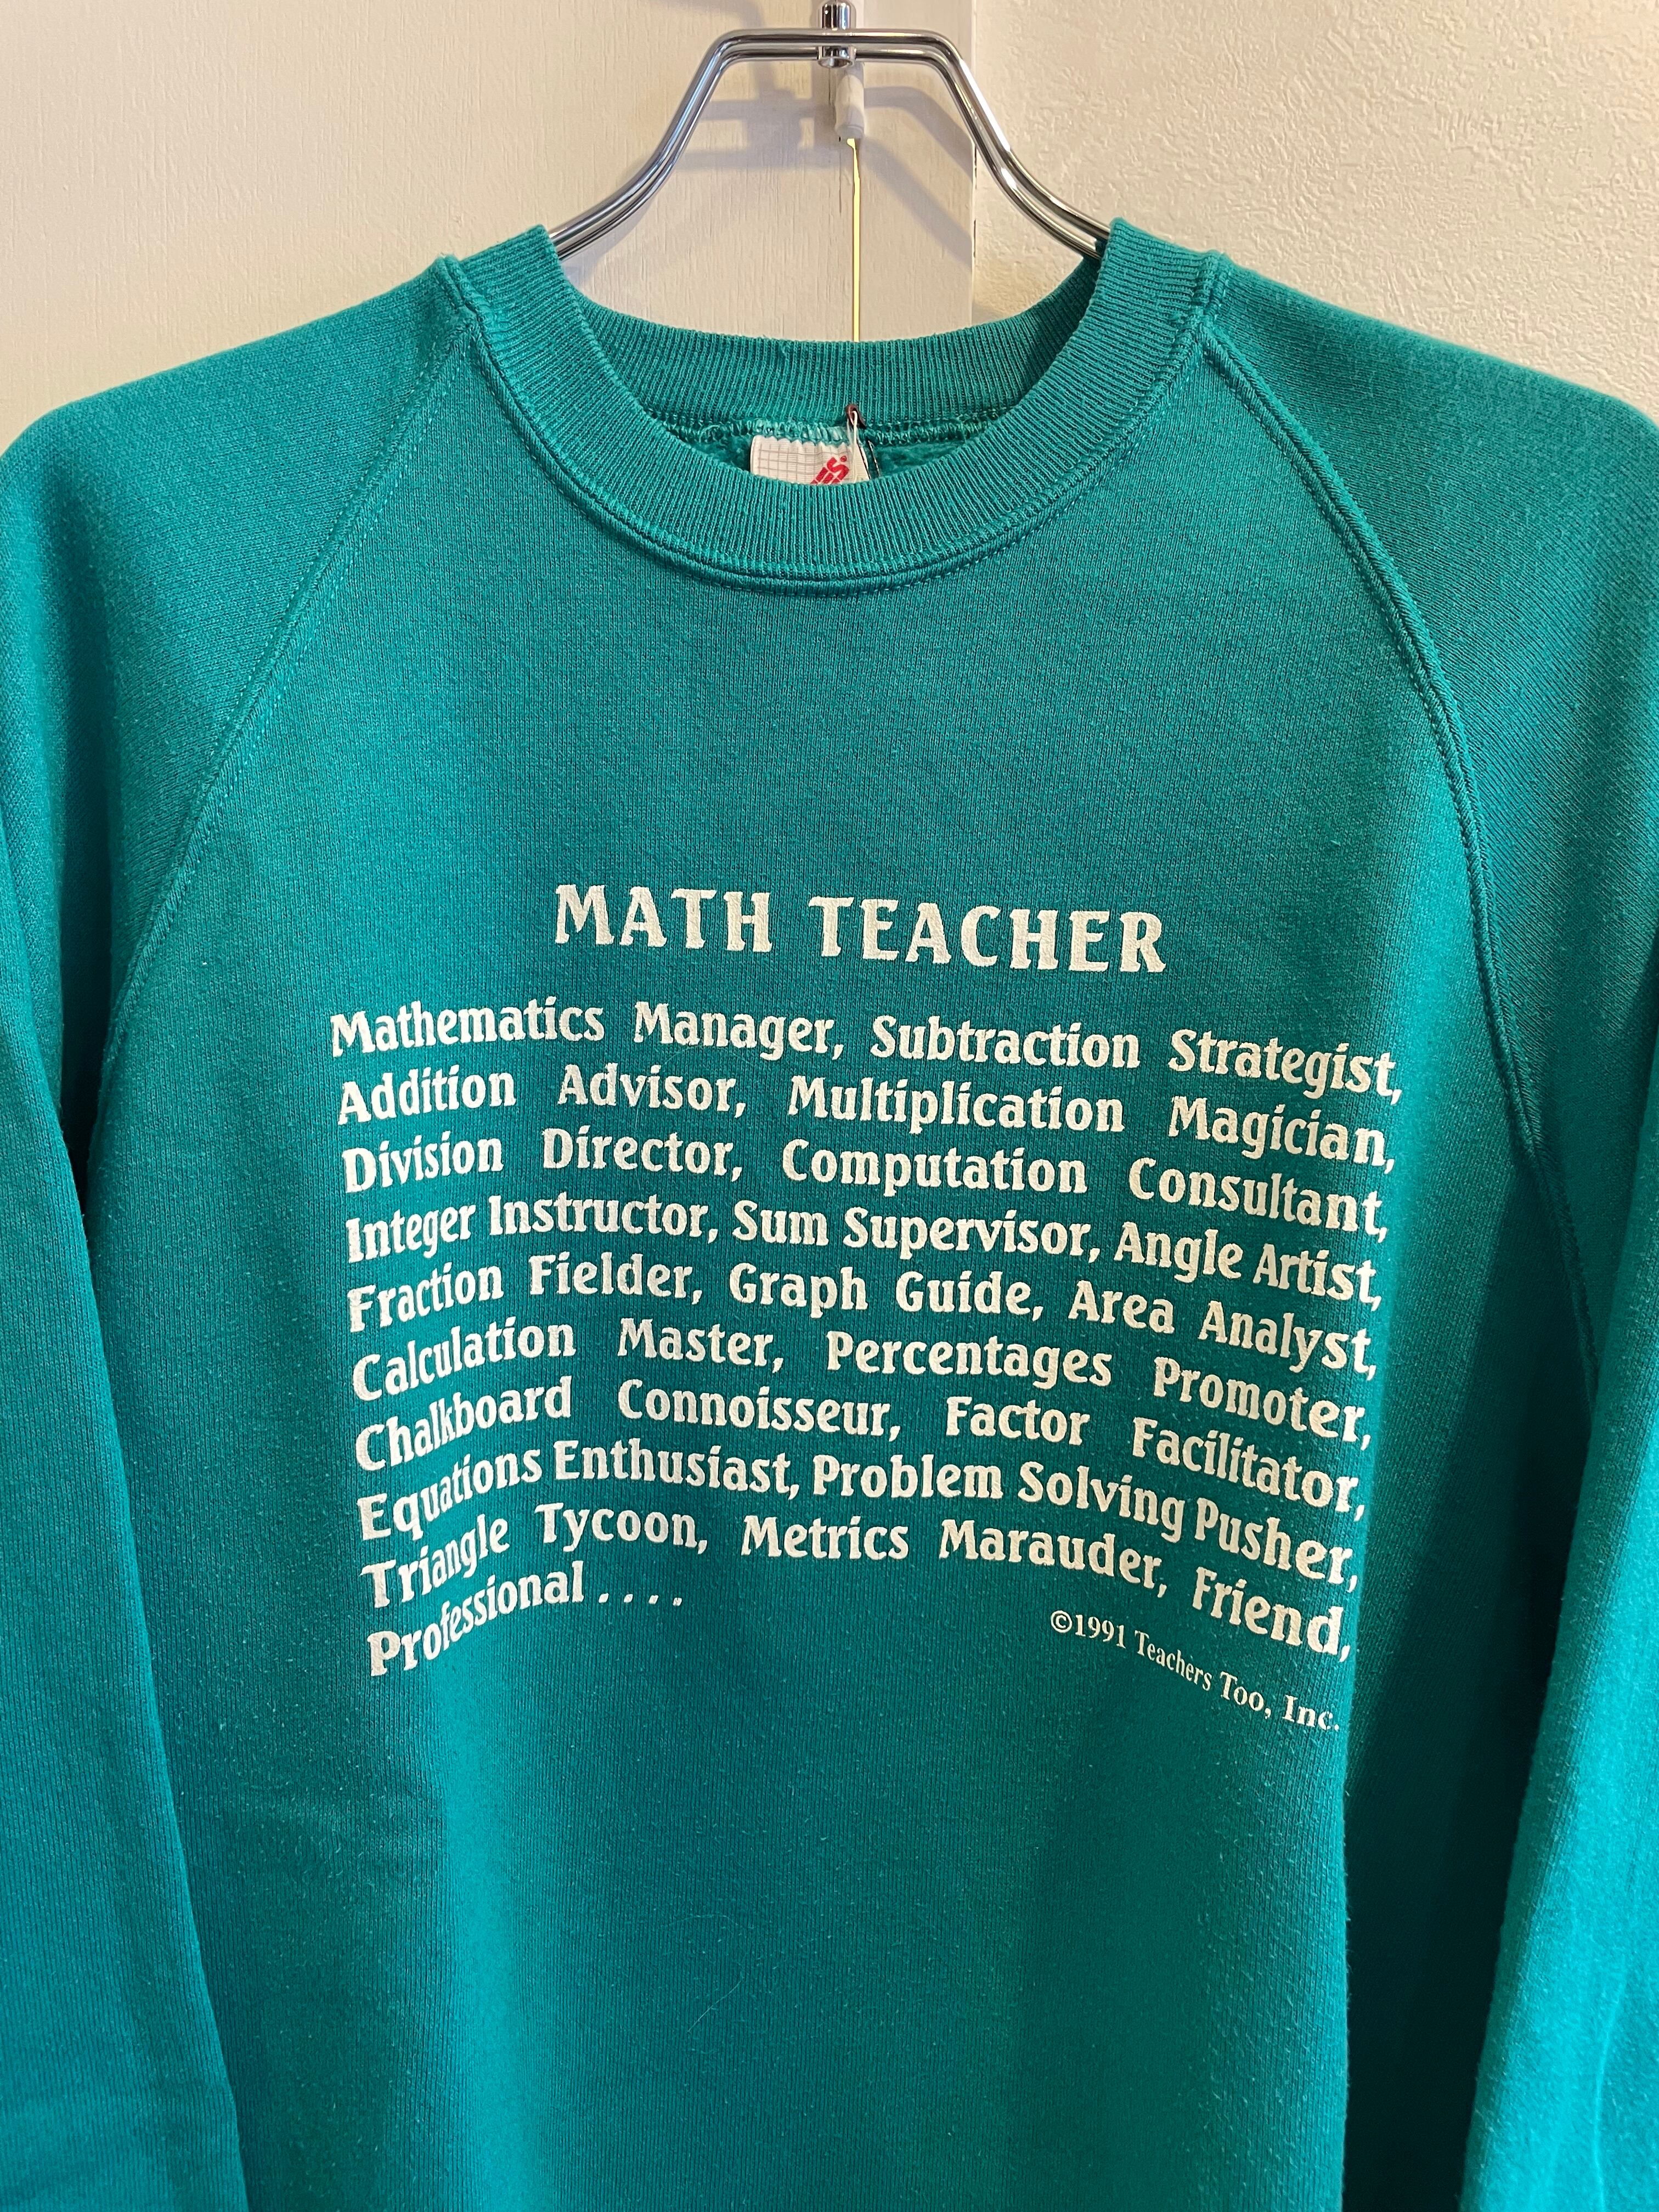 MATH TEACHER
Mathematics Manager, Subtraction Strategist,
Addition Advisor, Multiplication Magician,
Division Director, Computation Consultant,
Integer Instructor, Sum Supervisor, Angle Artist,
Fraction Fielder, Graph Guide, Area Analyst,
Calculation Master, Percentages Promoter,
Chalkboard Connoisseur, Factor Facilitator,
Equations Enthusiast, Problem Solving Pusher,
Triangle Tycoon, Metrics Marauder, Friend,
Professional . . . .
©1991 Teachers Too, Inc.